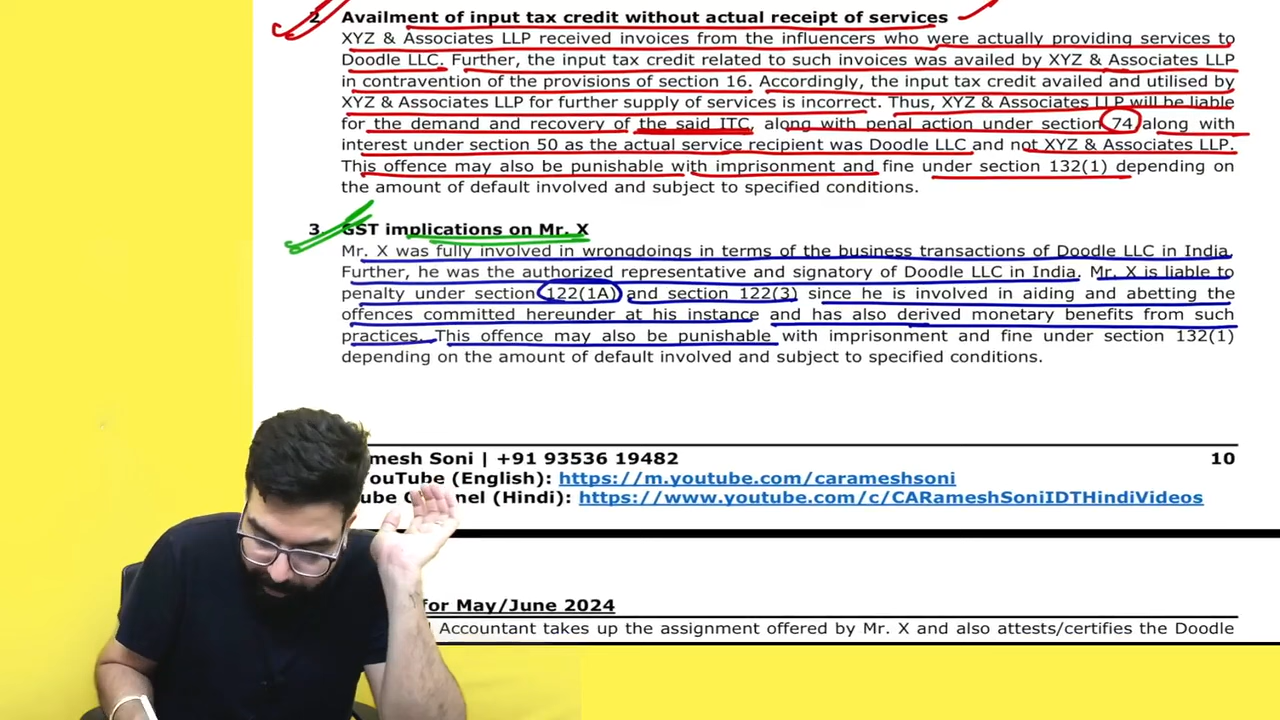 2. Availment of input tax credit without actual receipt of services
XYZ & Associates LLP received invoices from the influencers who were actually providing services to
Doodle LLC. Further, the input tax credit related to such invoices was availed by XYZ & Associates LLP
in contravention of the provisions of section 16. Accordingly, the input tax credit availed and utilised by
XYZ & Associates LLP for further supply of services is incorrect. Thus, XYZ & Associates LLP will be liable
for the demand and recovery of the said ITC, along with penal action under section 74 along with
interest under section 50 as the actual service recipient was Doodle LLC and not XYZ & Associates LLP.
This offence may also be punishable with imprisonment and fine under section 132(1) depending on
the amount of default involved and subject to specified conditions.
3. GST implications on Mr. X
Mr. X was fully involved in wrongdoings in terms of the business transactions of Doodle LLC in India.
Further, he was the authorized representative and signatory of Doodle LLC in India. Mr. X is liable to
penalty under section 122(1A) and section 122(3) since he is involved in aiding and abetting the
offences committed hereunder at his instance and has also derived monetary benefits from such
practices. This offence may also be punishable with imprisonment and fine under section 132(1)
depending on the amount of default involved and subject to specified conditions.
mesh Soni | +91 93536 19482 10
YouTube (English): https://m.youtube.com/carameshsoni
ube Ch nel (Hindi): https://www.youtube.com/c/CARameshSoniIDTHindiVideos
for May/June 2024
Accountant takes up the assignment offered by Mr. X and also attests/certifies the Doodle